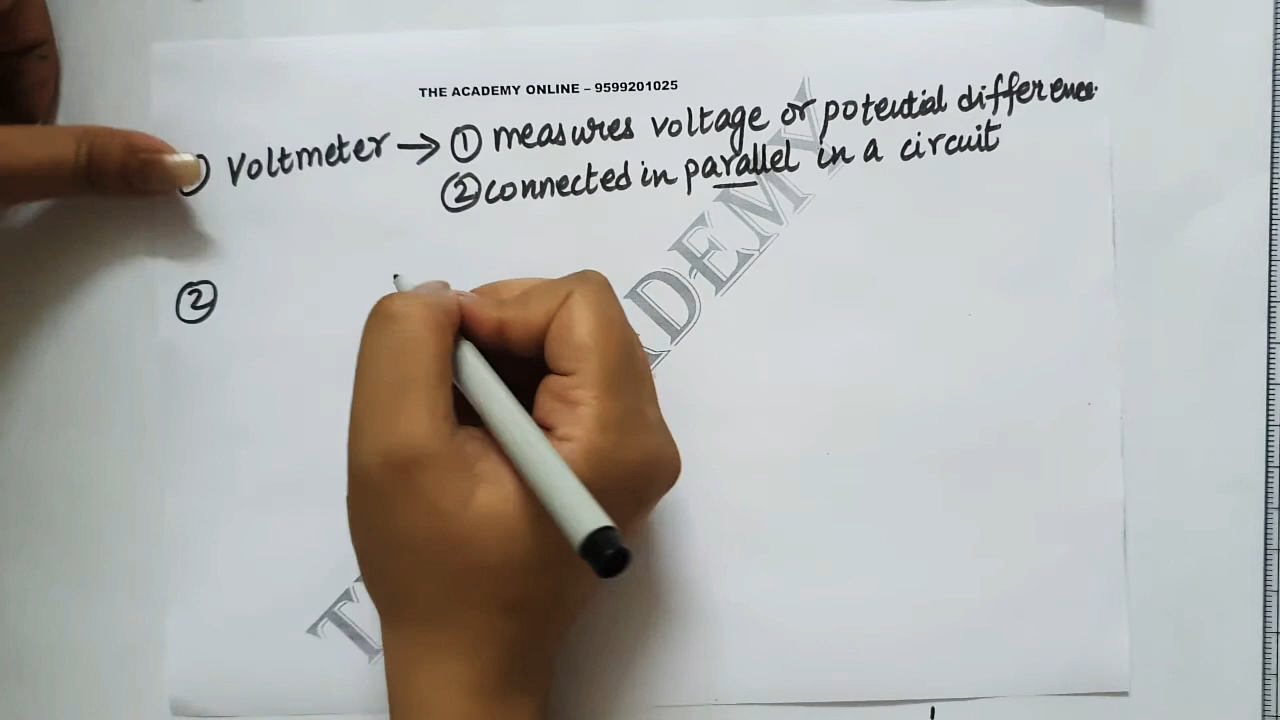 THE ACADEMY ONLINE – 9599201025
Voltmeter → ① measures voltage or potential difference.
② connected in parallel in a circuit
②